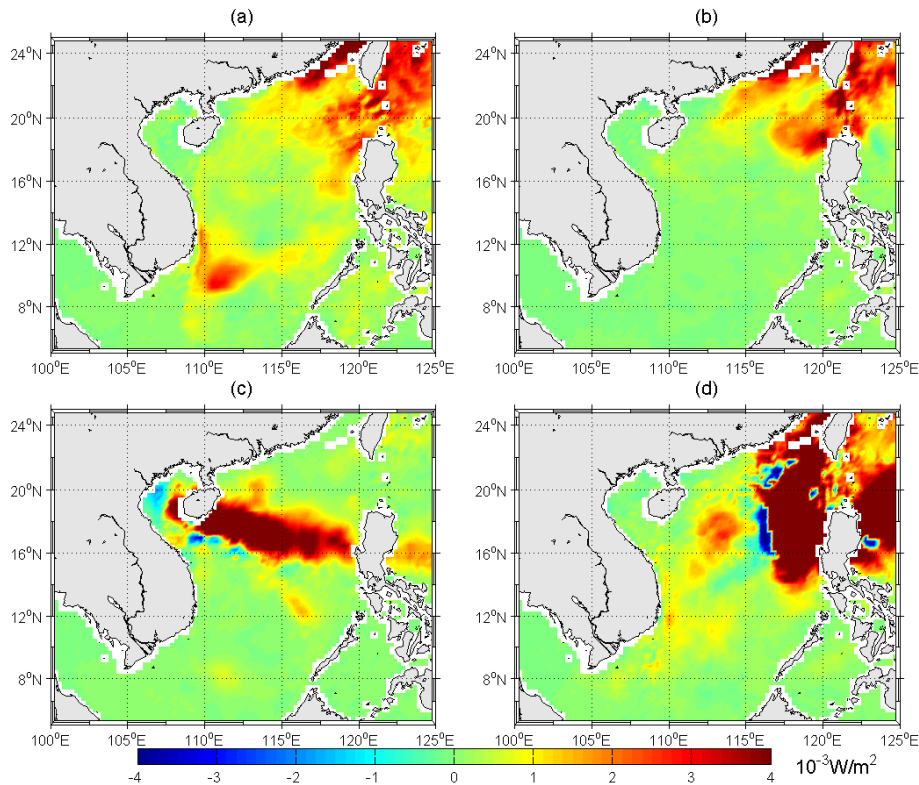 (a) (b)
24°N 24°N
20°N 20°N
16°N 16°N
12°N 12°N
8°N 8°N
100°E 105°E 110°E 115°E 120°E 125°E 100°E 105°E 110°E 115°E 120°E 125°E
(c) (d)
24°N 24°N
20°N 20°N
16°N 16°N
12°N 12°N
8°N 8°N
100°E 105°E 110°E 115°E 120°E 125°E 100°E 105°E 110°E 115°E 120°E 125°E
-4 -3 -2 -1 0 1 2 3 4 10⁻³W/m²